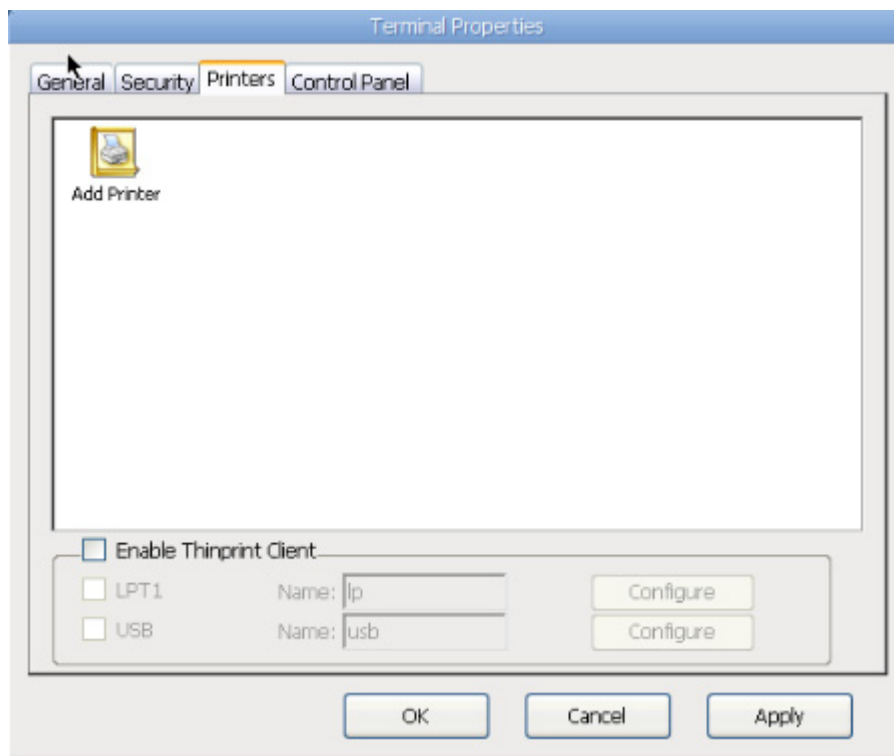 Terminal Properties
General Security Printers Control Panel
Add Printer
Enable Thinprint Client
LPT1 Name: lp Configure
USB Name: usb Configure
OK Cancel Apply